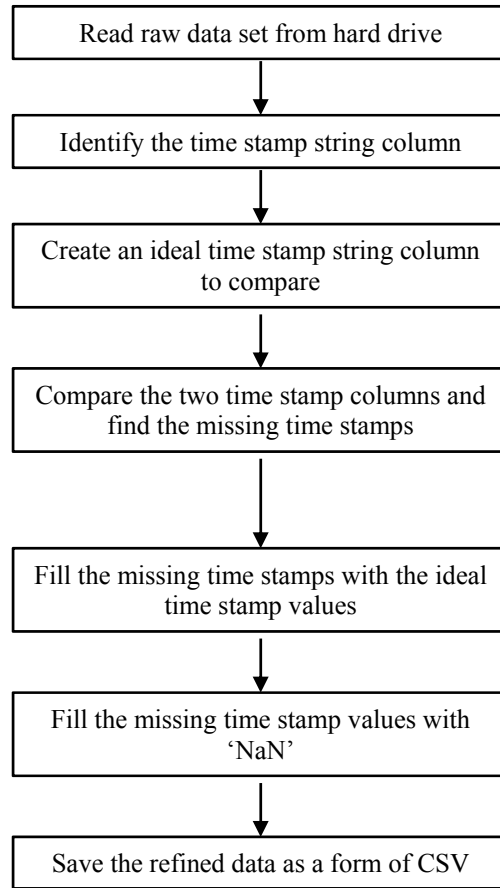 Read raw data set from hard drive
Identify the time stamp string column
Create an ideal time stamp string column
to compare
Compare the two time stamp columns and
find the missing time stamps
Fill the missing time stamps with the ideal
time stamp values
Fill the missing time stamp values with
‘NaN’
Save the refined data as a form of CSV